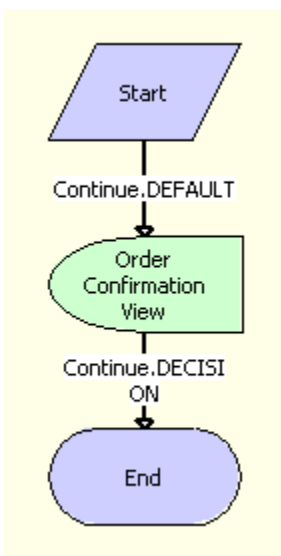 Start
Continue.DEFAULT
Order
Confirmation
View
Continue.DECISI
ON
End